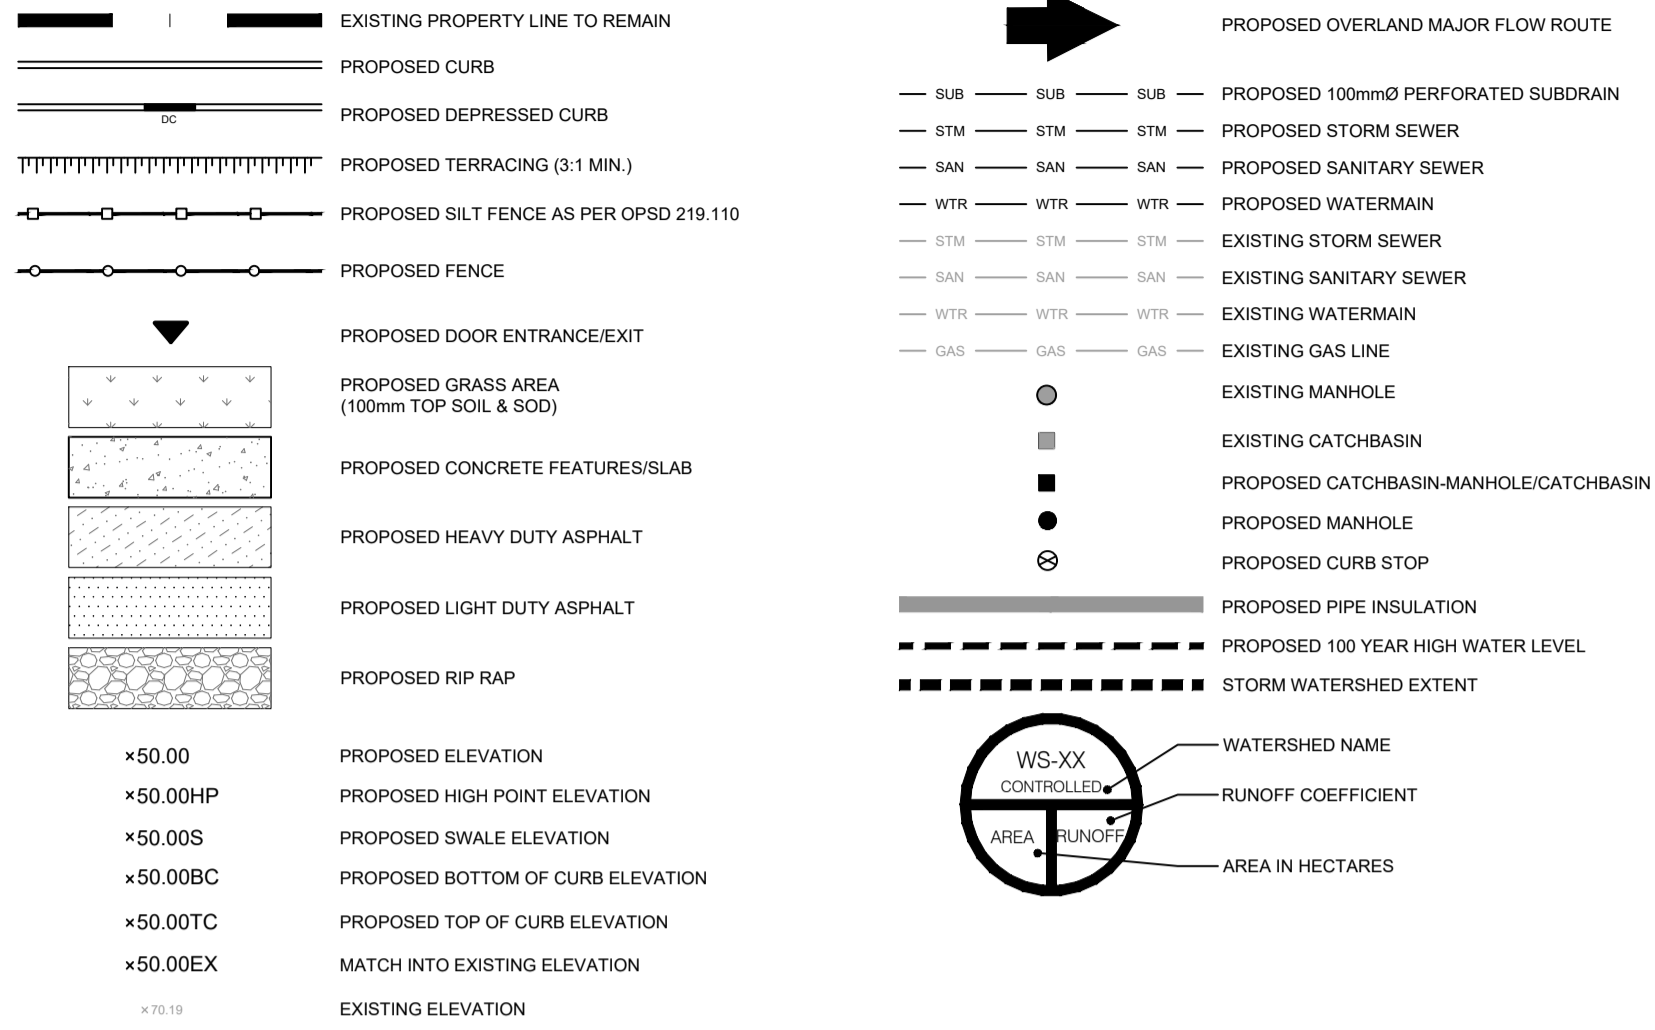 EXISTING PROPERTY LINE TO REMAIN
PROPOSED CURB
DC
PROPOSED DEPRESSED CURB
PROPOSED TERRACING (3:1 MIN.)
PROPOSED SILT FENCE AS PER OPSD 219.110
PROPOSED FENCE
PROPOSED DOOR ENTRANCE/EXIT
PROPOSED GRASS AREA
(100mm TOP SOIL & SOD)
PROPOSED CONCRETE FEATURES/SLAB
PROPOSED HEAVY DUTY ASPHALT
PROPOSED LIGHT DUTY ASPHALT
PROPOSED RIP RAP
×50.00 PROPOSED ELEVATION
×50.00HP PROPOSED HIGH POINT ELEVATION
×50.00S PROPOSED SWALE ELEVATION
×50.00BC PROPOSED BOTTOM OF CURB ELEVATION
×50.00TC PROPOSED TOP OF CURB ELEVATION
×50.00EX MATCH INTO EXISTING ELEVATION
×70.19 EXISTING ELEVATION
PROPOSED OVERLAND MAJOR FLOW ROUTE
SUB SUB SUB PROPOSED 100mmØ PERFORATED SUBDRAIN
STM STM STM PROPOSED STORM SEWER
SAN SAN SAN PROPOSED SANITARY SEWER
WTR WTR WTR PROPOSED WATERMAIN
STM STM STM EXISTING STORM SEWER
SAN SAN SAN EXISTING SANITARY SEWER
WTR WTR WTR EXISTING WATERMAIN
GAS GAS GAS EXISTING GAS LINE
EXISTING MANHOLE
EXISTING CATCHBASIN
PROPOSED CATCHBASIN-MANHOLE/CATCHBASIN
PROPOSED MANHOLE
PROPOSED CURB STOP
PROPOSED PIPE INSULATION
PROPOSED 100 YEAR HIGH WATER LEVEL
STORM WATERSHED EXTENT
WS-XX
CONTROLLED
AREA RUNOFF
WATERSHED NAME
RUNOFF COEFFICIENT
AREA IN HECTARES